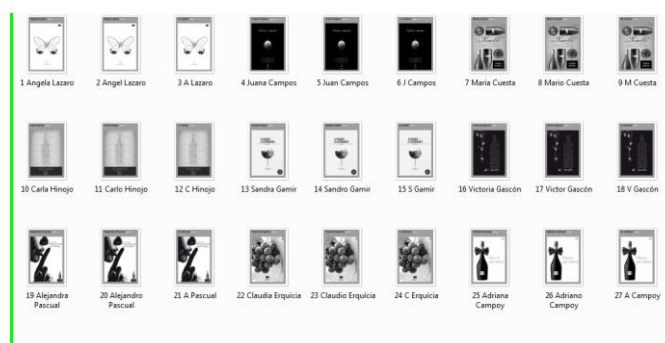 1 Angela Lazaro
2 Angel Lazaro
3 A Lazaro
4 Juana Campos
5 Juan Campos
6 J Campos
7 Maria Cuesta
8 Mario Cuesta
9 M Cuesta
10 Carla Hinojo
11 Carlo Hinojo
12 C Hinojo
13 Sandra Gamir
14 Sandro Gamir
15 S Gamir
16 Victoria Gascón
17 Victor Gascón
18 V Gascón
19 Alejandra
Pascual
20 Alejandro
Pascual
21 A Pascual
22 Claudia Erquícia
23 Claudio Erquícia
24 C Erquícia
25 Adriana
Campoy
26 Adriano
Campoy
27 A Campoy